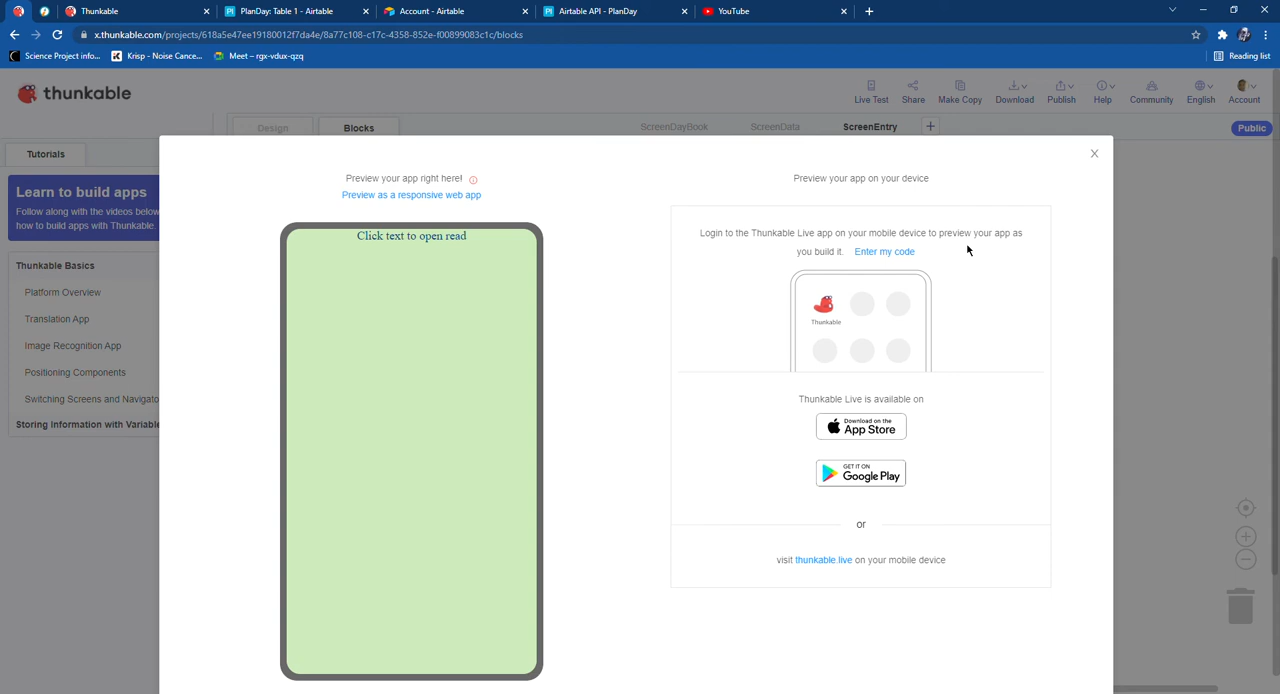 Thunkable
PlanDay: Table 1 - Airtable
Account - Airtable
Airtable API - PlanDay
YouTube
x.thunkable.com/projects/618a5e47ee19180012f7da4e/8a77c108-c17c-4358-852e-f00899083c1c/blocks
Science Project info...
Krisp - Noise Cance...
Meet – rgx-vdux-qzq
Reading list
thunkable
Live Test
Share
Make Copy
Download
Publish
Help
Community
English
Account
Design
Blocks
ScreenDayBook
ScreenData
ScreenEntry
Public
Tutorials
Learn to build apps
Follow along with the videos below
how to build apps with Thunkable.
Thunkable Basics
Platform Overview
Translation App
Image Recognition App
Positioning Components
Switching Screens and Navigato
Storing Information with Variable
Preview your app right here!
Preview as a responsive web app
Click text to open read
Preview your app on your device
Login to the Thunkable Live app on your mobile device to preview your app as
you build it. Enter my code
Thunkable
Thunkable Live is available on
Download on the
App Store
GET IT ON
Google Play
or
visit thunkable.live on your mobile device